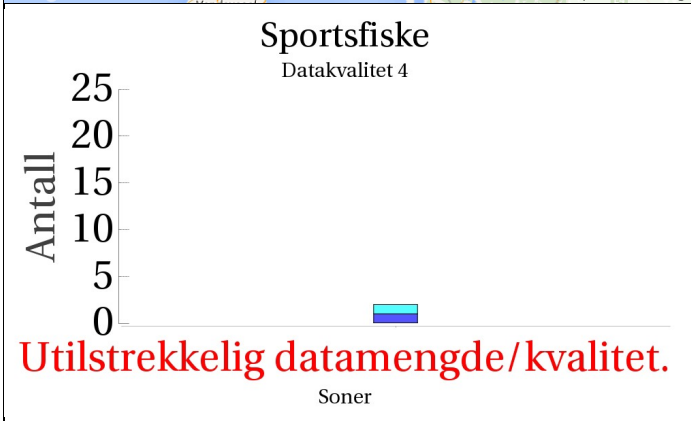 Sportsfiske
Datakvalitet 4
25
20
15
10
5
0
Antall
Utilstrekkelig datamengde/kvalitet.
Soner